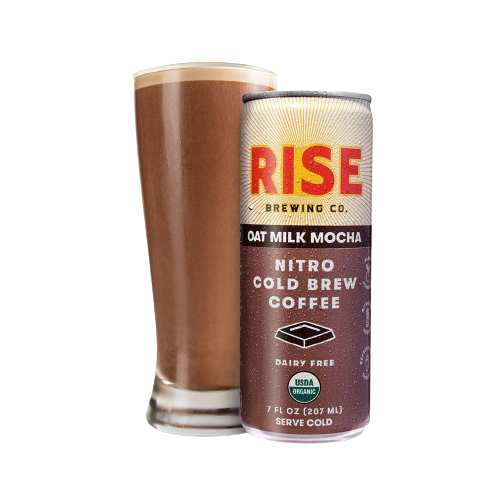 RISE
BREWING CO.
OAT MILK MOCHA
NITRO
COLD BREW
COFFEE
DAIRY FREE
USDA
ORGANIC
7 FL OZ (207 ML)
SERVE COLD